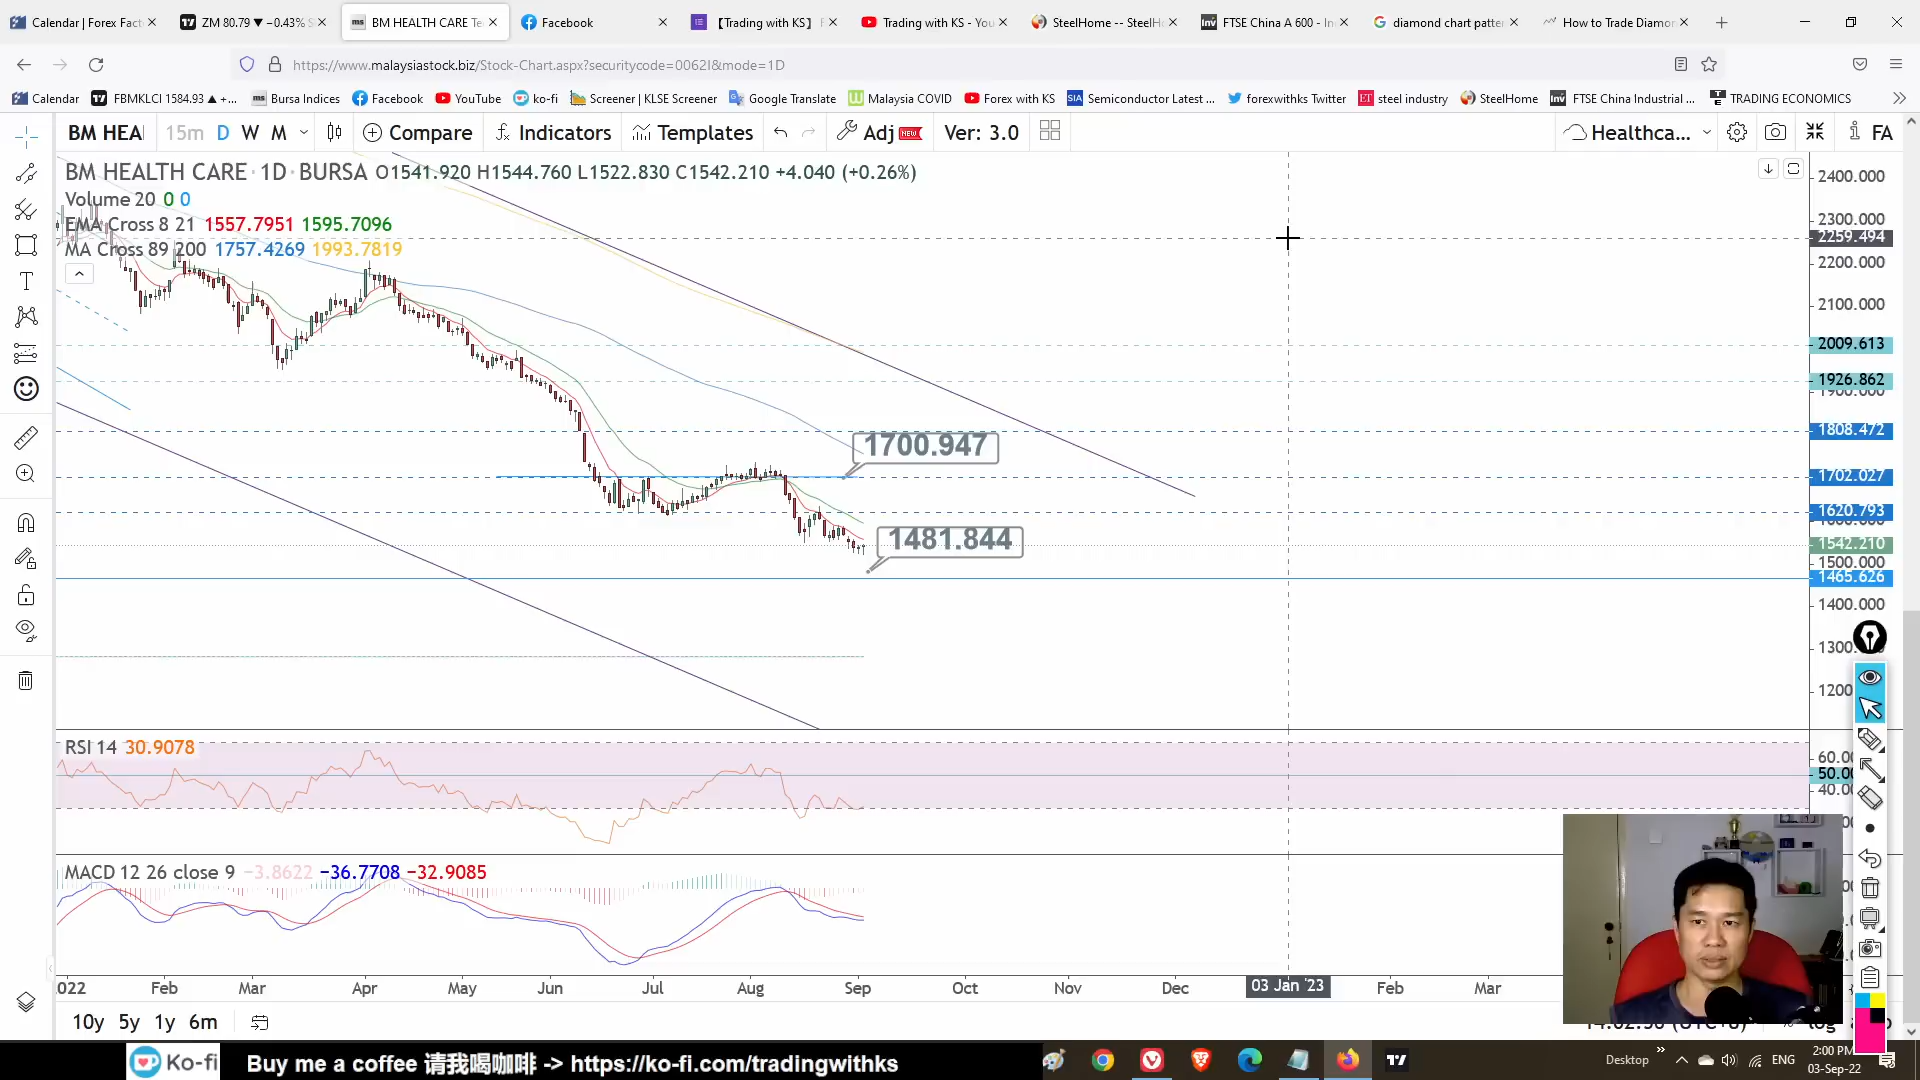 Calendar | Forex Fact
ZM 80.79 ▼ −0.43% S
BM HEALTH CARE Te
Facebook
【Trading with KS】 F
Trading with KS - You
SteelHome -- SteelH
FTSE China A 600 - In
diamond chart patter
How to Trade Diamon
https://www.malaysiastock.biz/Stock-Chart.aspx?securitycode=0062I&mode=1D
Calendar
FBMKLCI 1584.93 ▲ +...
Bursa Indices
Facebook
YouTube
ko-fi
Screener | KLSE Screener
Google Translate
Malaysia COVID
Forex with KS
Semiconductor Latest ...
forexwithks Twitter
steel industry
SteelHome
FTSE China Industrial ...
TRADING ECONOMICS
BM HEA
15m D W M
Compare
Indicators
Templates
Adj NEW
Ver: 3.0
Healthca...
FA
BM HEALTH CARE · 1D · BURSA O1541.920 H1544.760 L1522.830 C1542.210 +4.040 (+0.26%)
Volume 20 0 0
EMA Cross 8 21 1557.7951 1595.7096
MA Cross 89 200 1757.4269 1993.7819
2400.000
2300.000
2259.494
2200.000
2100.000
2009.613
1926.862
1900.000
1808.472
1700.947
1702.027
1620.793
1481.844
1542.210
1500.000
1465.626
1400.000
1300.
1200
RSI 14 30.9078
60.00
50.00
40.00
MACD 12 26 close 9 −3.8622 −36.7708 −32.9085
2022 Feb Mar Apr May Jun Jul Aug Sep Oct Nov Dec 03 Jan '23 Feb Mar
10y 5y 1y 6m
log
Ko-fi
Buy me a coffee 请我喝咖啡 -> https://ko-fi.com/tradingwithks
Desktop
ENG
2:00 PM
03-Sep-22